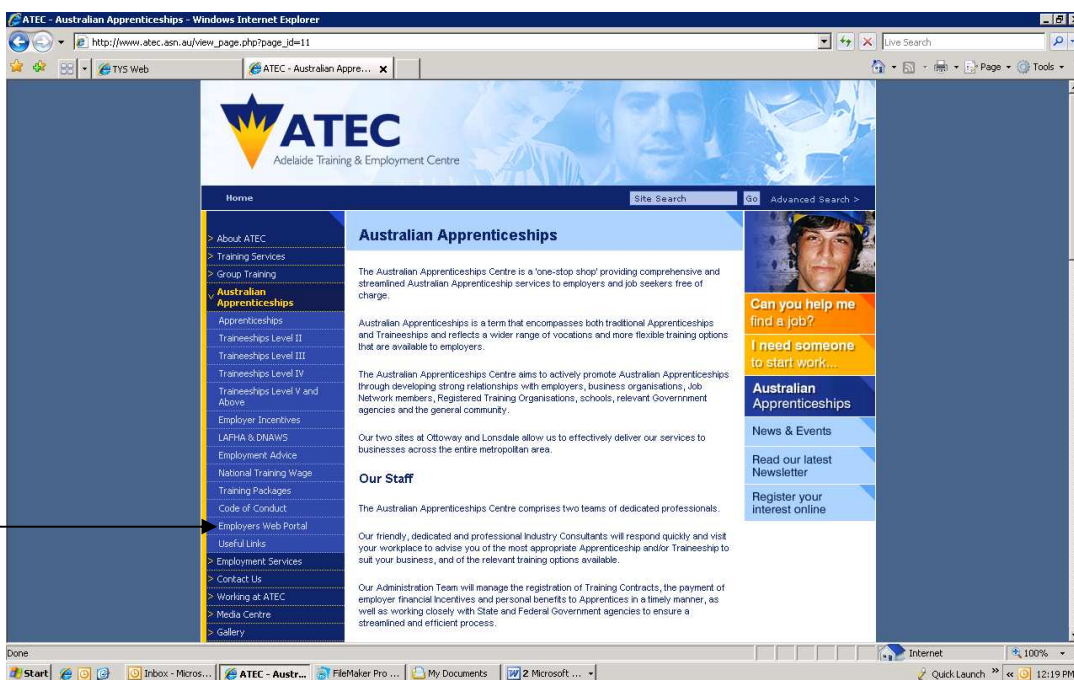 ATEC - Australian Apprenticeships - Windows Internet Explorer
http://www.atec.asn.au/view_page.php?page_id=11
Live Search
TYS Web
ATEC - Australian Appre...
Page
Tools
ATEC
Adelaide Training & Employment Centre
Home
Site Search
Go
Advanced Search >
> About ATEC
> Training Services
> Group Training
Australian
Apprenticeships
Apprenticeships
Traineeships Level II
Traineeships Level III
Traineeships Level IV
Traineeships Level V and
Above
Employer Incentives
LAFHA & DNAWS
Employment Advice
National Training Wage
Training Packages
Code of Conduct
Employers Web Portal
Useful Links
> Employment Services
> Contact Us
> Working at ATEC
> Media Centre
> Gallery
Australian Apprenticeships
The Australian Apprenticeships Centre is a 'one-stop shop' providing comprehensive and
streamlined Australian Apprenticeship services to employers and job seekers free of
charge.
Australian Apprenticeships is a term that encompasses both traditional Apprenticeships
and Traineeships and reflects a wider range of vocations and more flexible training options
that are available to employers.
The Australian Apprenticeships Centre aims to actively promote Australian Apprenticeships
through developing strong relationships with employers, business organisations, Job
Network members, Registered Training Organisations, schools, relevant Governnment
agencies and the general community.
Our two sites at Ottoway and Lonsdale allow us to effectively deliver our services to
businesses across the entire metropolitan area.
Our Staff
The Australian Apprenticeships Centre comprises two teams of dedicated professionals.
Our friendly, dedicated and professional Industry Consultants will respond quickly and visit
your workplace to advise you of the most appropriate Apprenticeship and/or Traineeship to
suit your business, and of the relevant training options available.
Our Administration Team will manage the registration of Training Contracts, the payment of
employer financial Incentives and personal benefits to Apprentices in a timely manner, as
well as working closely with State and Federal Government agencies to ensure a
streamlined and efficient process.
Can you help me
find a job?
I need someone
to start work...
Australian
Apprenticeships
News & Events
Read our latest
Newsletter
Register your
interest online
Done
Internet
100%
Start
Inbox - Micros...
ATEC - Austr...
FileMaker Pro ...
My Documents
2 Microsoft ...
Quick Launch
12:19 PM